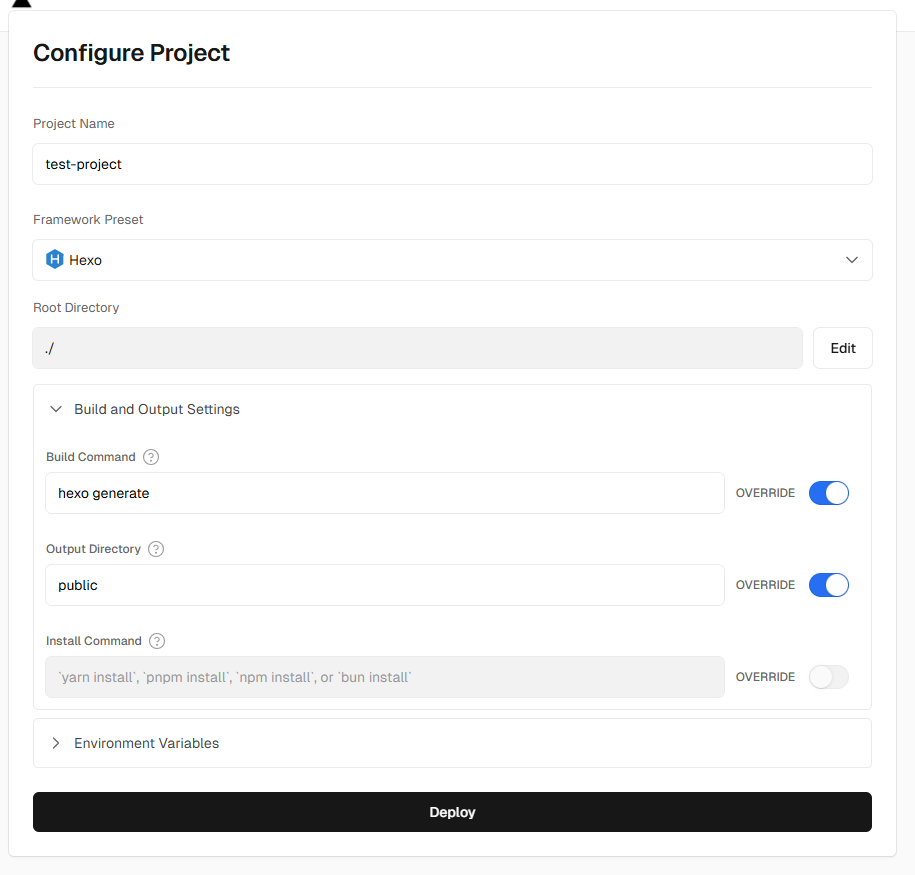 Configure Project
Project Name
test-project
Framework Preset
H Hexo
Root Directory
./
Edit
Build and Output Settings
Build Command ?
hexo generate
OVERRIDE
Output Directory ?
public
OVERRIDE
Install Command ?
`yarn install`, `pnpm install`, `npm install`, or `bun install`
OVERRIDE
Environment Variables
Deploy